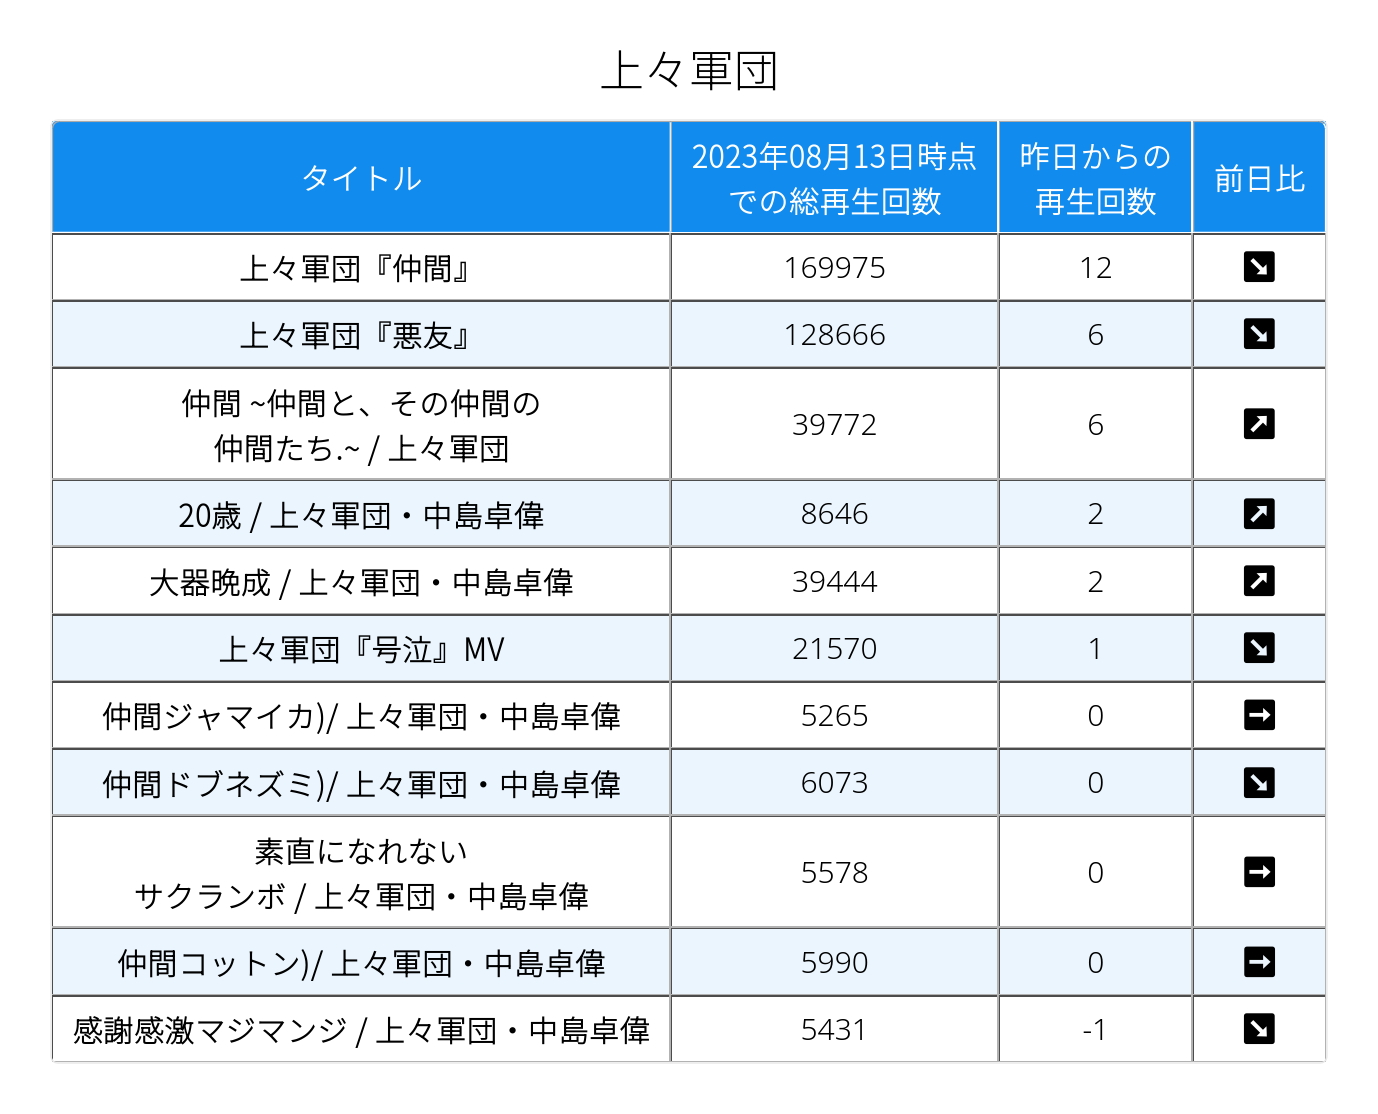 上々軍団
タイトル
2023年08月13日時点
での総再生回数
昨日からの
再生回数
前日比
上々軍団『仲間』
169975
12
上々軍団『悪友』
128666
6
仲間 ~仲間と、その仲間の
仲間たち.~ / 上々軍団
39772
6
20歳 / 上々軍団・中島卓偉
8646
2
大器晩成 / 上々軍団・中島卓偉
39444
2
上々軍団『号泣』MV
21570
1
仲間ジャマイカ)/ 上々軍団・中島卓偉
5265
0
仲間ドブネズミ)/ 上々軍団・中島卓偉
6073
0
素直になれない
サクランボ / 上々軍団・中島卓偉
5578
0
仲間コットン)/ 上々軍団・中島卓偉
5990
0
感謝感激マジマンジ / 上々軍団・中島卓偉
5431
-1